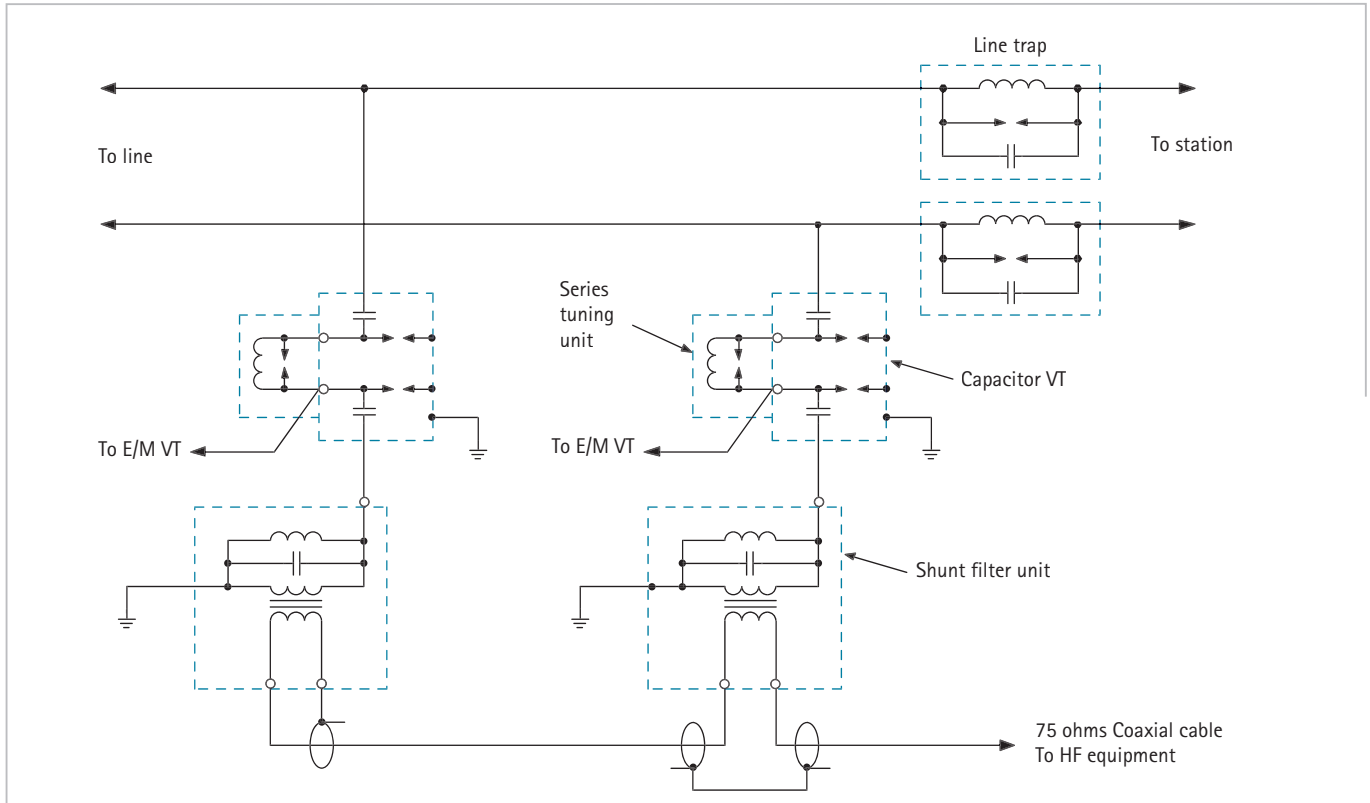 Line trap
To line
To station
Series
tuning
unit
Capacitor VT
To E/M VT
To E/M VT
Shunt filter unit
75 ohms Coaxial cable
To HF equipment